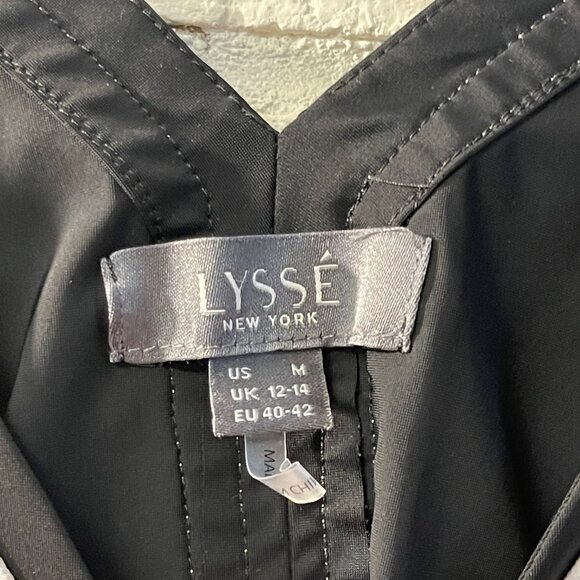 LYSSÉ
NEW YORK
US M
UK 12-14
EU 40-42